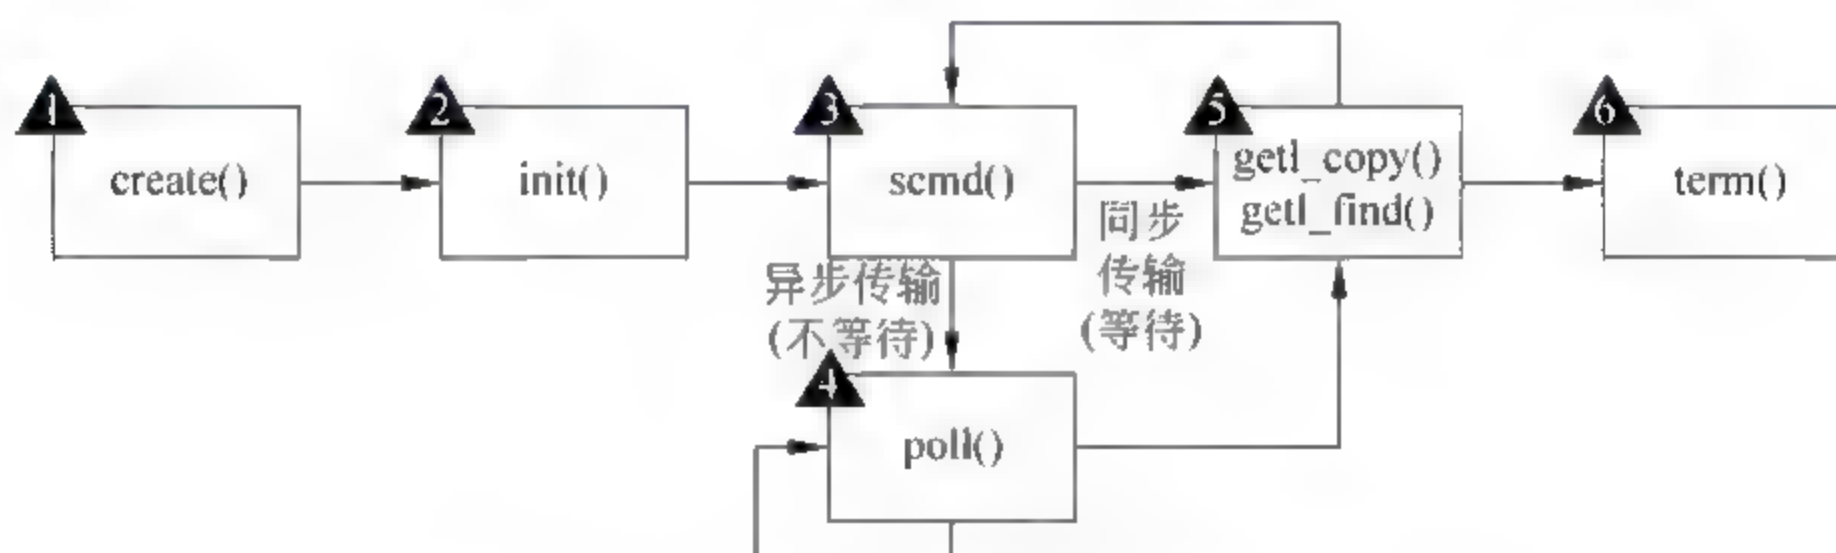 1
create()
2
init()
3
scmd()
同步
传输
(等待)
异步传输
(不等待)
4
poll()
5
getl_copy()
getl_find()
6
term()